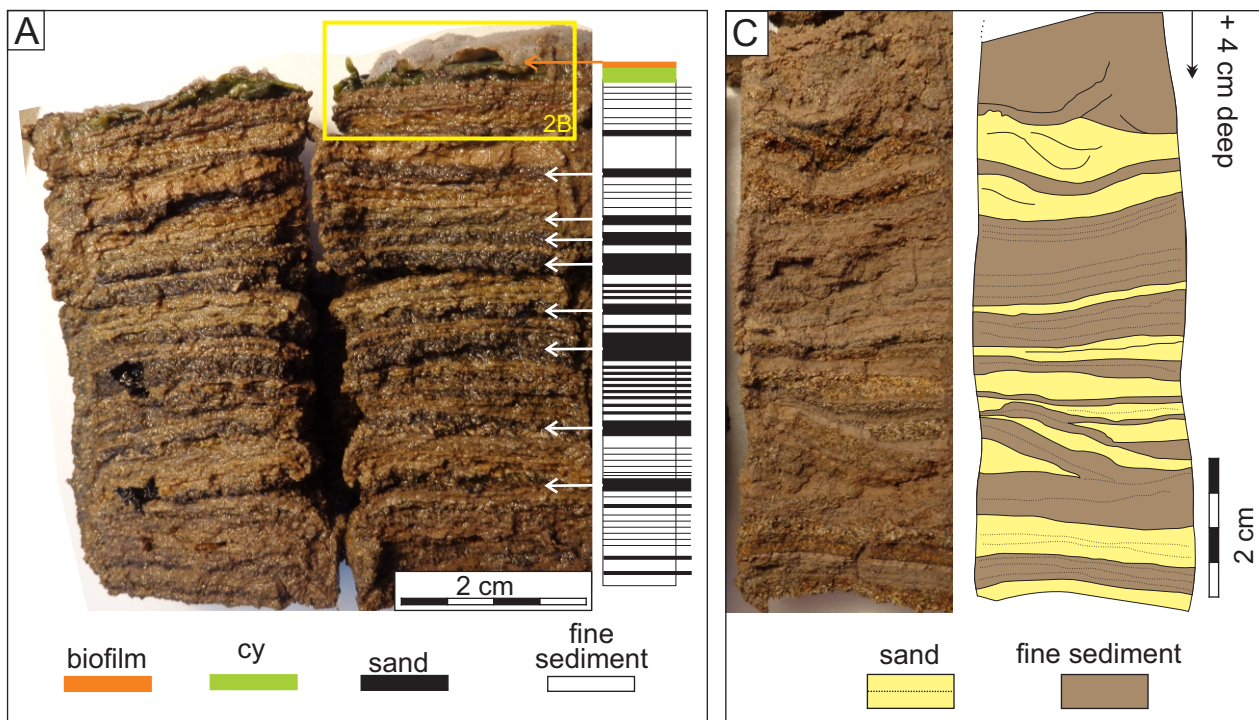 A
2B
2 cm
biofilm
cy
sand
fine
sediment
C
+ 4 cm deep
2 cm
sand
fine sediment